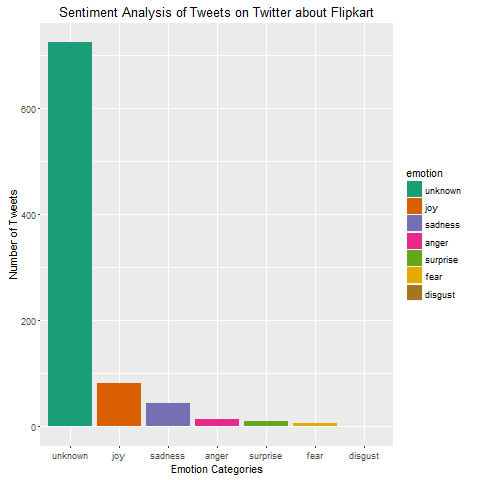 Sentiment Analysis of Tweets on Twitter about Flipkart
Number of Tweets
600
400
200
0
unknown joy sadness anger surprise fear disgust
Emotion Categories
emotion
unknown
joy
sadness
anger
surprise
fear
disgust